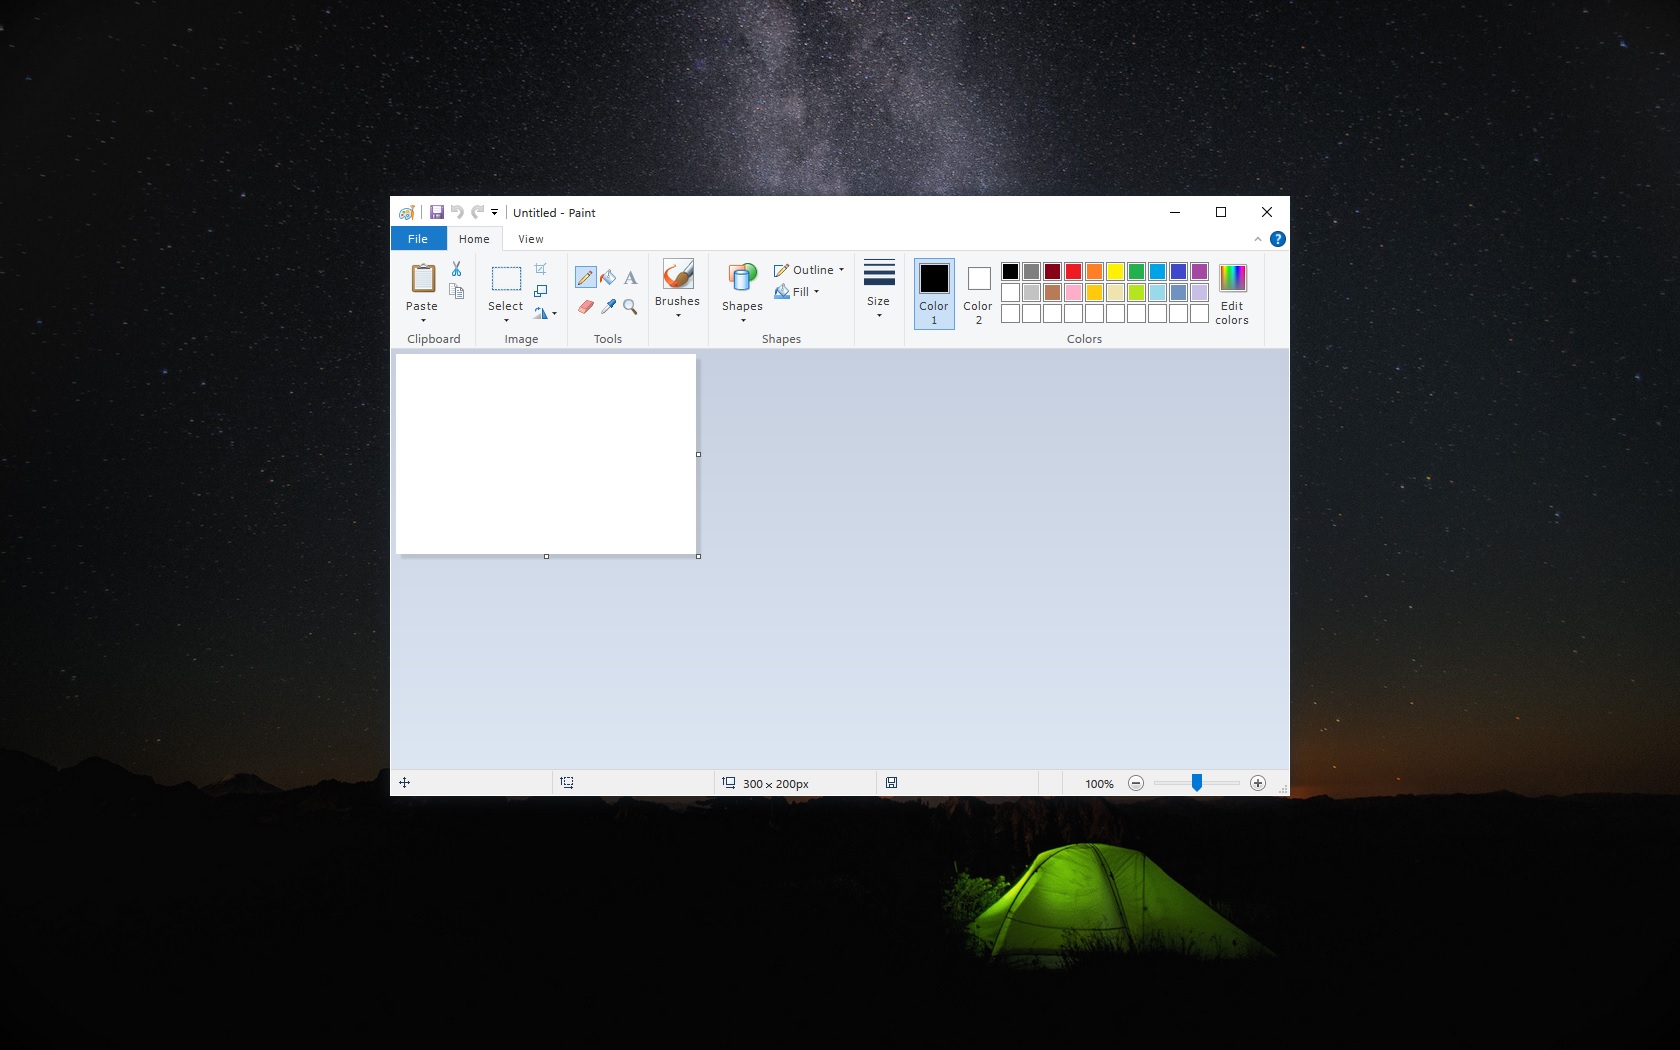 Untitled - Paint
File Home View
Paste
Select
Brushes
Shapes
Outline
Fill
Size
Color 1
Color 2
Edit colors
Clipboard Image Tools Shapes Colors
300 × 200px
100%